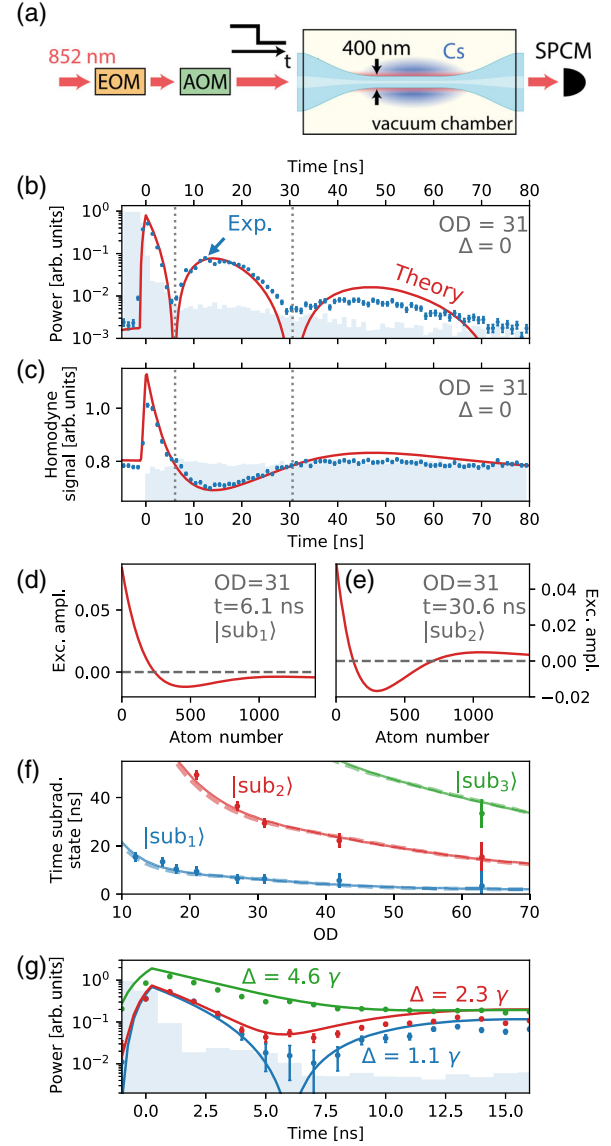 (a)
852 nm
EOM
AOM
t
400 nm
Cs
vacuum chamber
SPCM
Time [ns]
0 10 20 30 40 50 60 70 80
(b)
Power [arb. units]
10⁰
10⁻¹
10⁻²
10⁻³
Exp.
Theory
OD = 31
Δ = 0
(c)
Homodyne
signal [arb. units]
1.0
0.8
OD = 31
Δ = 0
0 10 20 30 40 50 60 70 80
Time [ns]
(d)
Exc. ampl.
0.05
0.00
OD=31
t=6.1 ns
|sub₁⟩
0 500 1000
Atom number
(e)
OD=31
t=30.6 ns
|sub₂⟩
0.04
0.02
0.00
−0.02
Exc. ampl.
0 500 1000
Atom number
(f)
Time subrad.
state [ns]
40
20
0
|sub₁⟩
|sub₂⟩
|sub₃⟩
10 20 30 40 50 60 70
OD
(g)
Power [arb. units]
10⁰
10⁻¹
10⁻²
Δ = 4.6 γ
Δ = 2.3 γ
Δ = 1.1 γ
0.0 2.5 5.0 7.5 10.0 12.5 15.0
Time [ns]